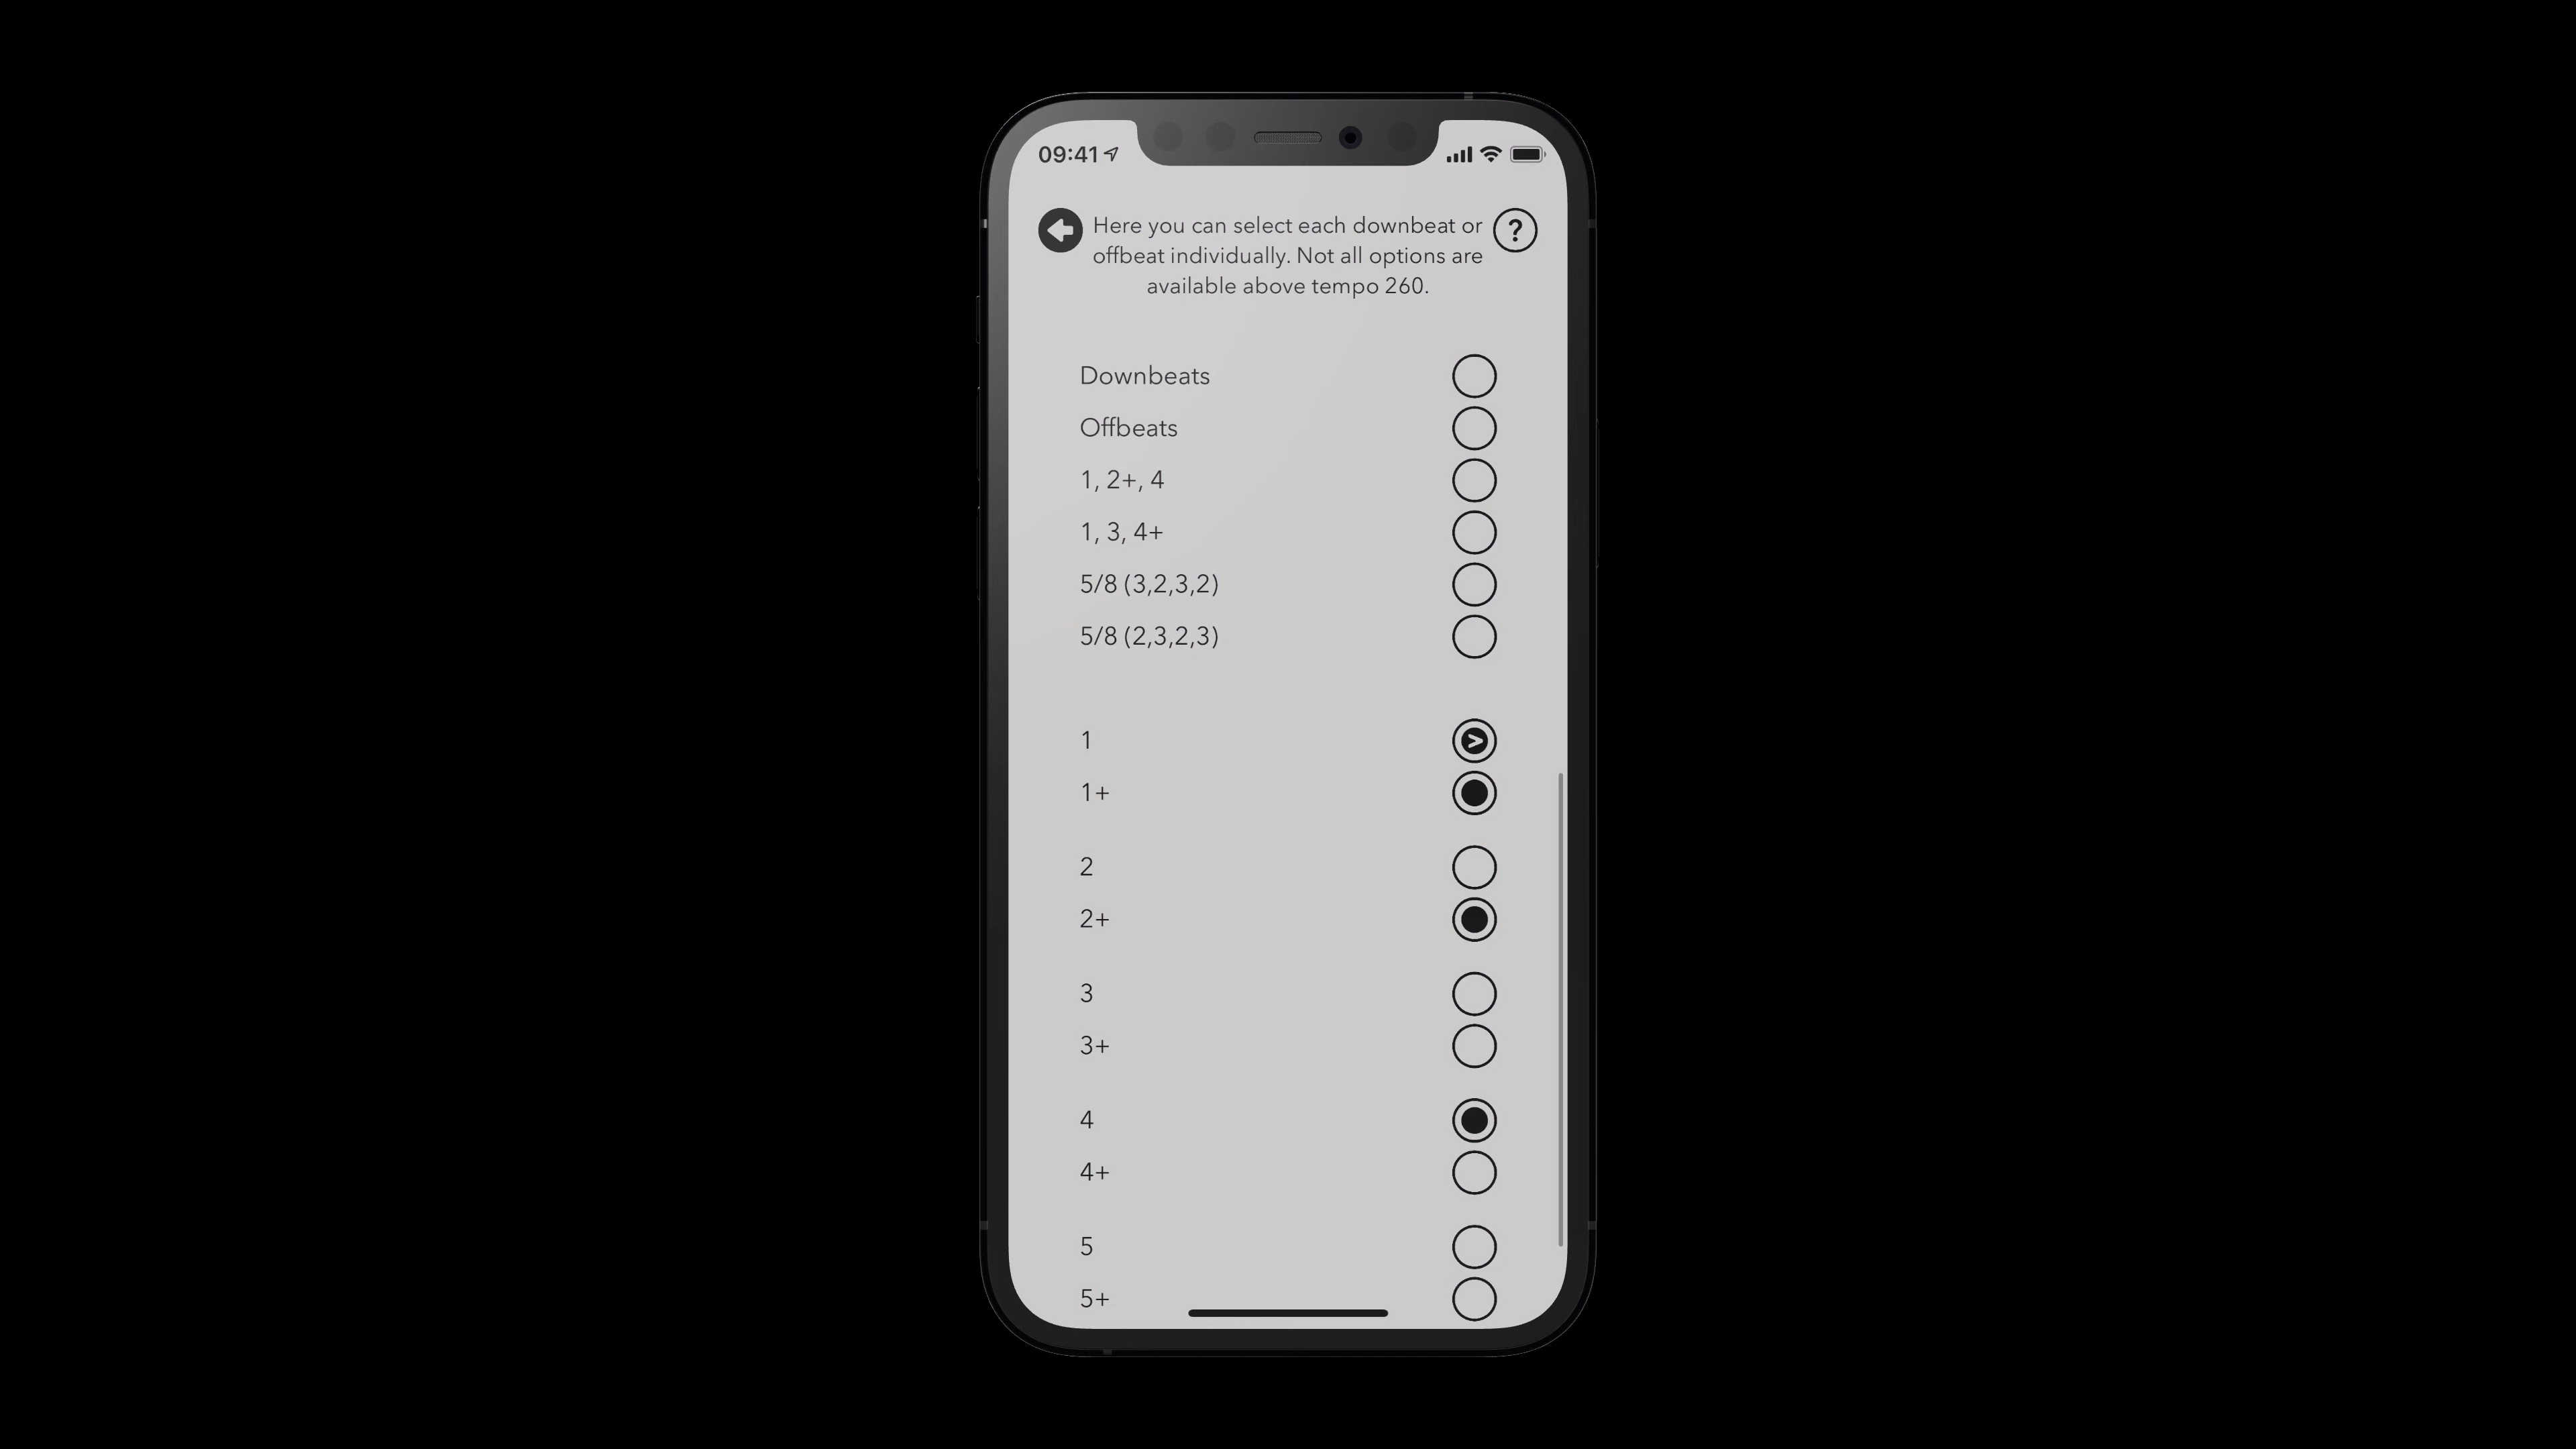 09:41
Here you can select each downbeat or
offbeat individually. Not all options are
available above tempo 260.
?
Downbeats
Offbeats
1, 2+, 4
1, 3, 4+
5/8 (3,2,3,2)
5/8 (2,3,2,3)
1
>
1+
2
2+
3
3+
4
4+
5
5+